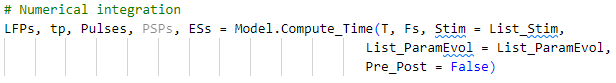 # Numerical integration
LFPs, tp, Pulses, PSPs, ESs = Model.Compute_Time(T, Fs, Stim = List_Stim,
List_ParamEvol = List_ParamEvol,
Pre_Post = False)